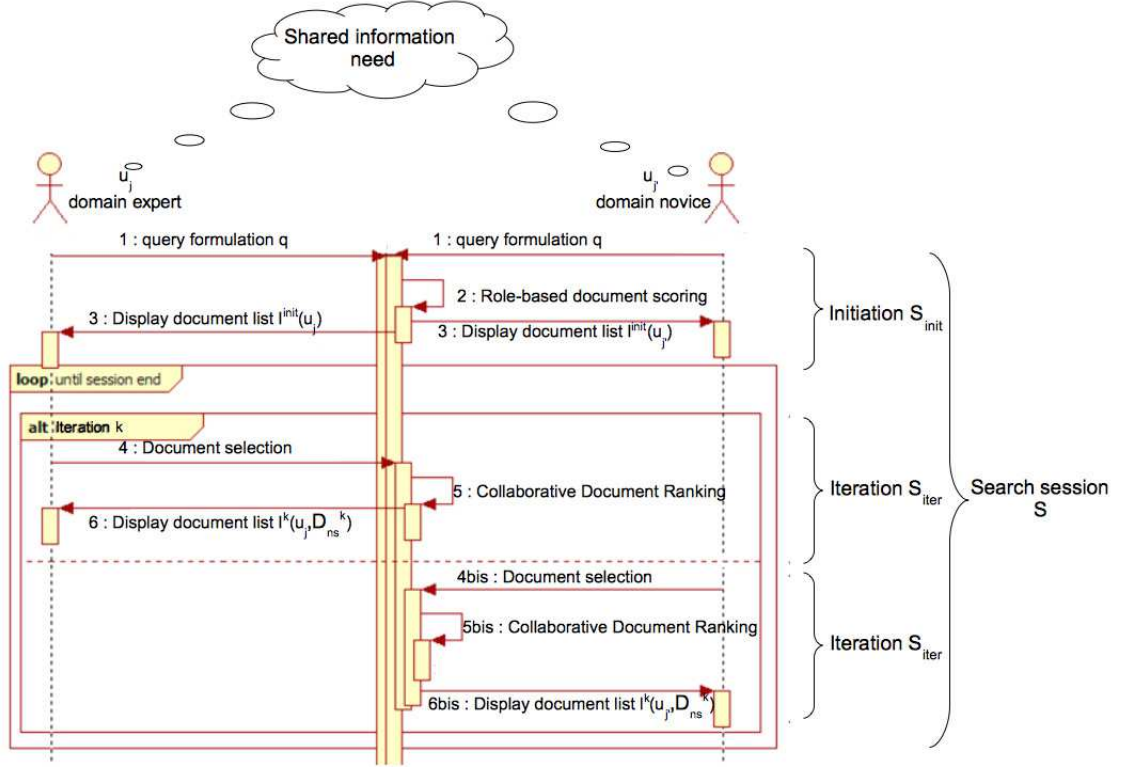 Shared information
need
u_j
domain expert
u_j'
domain novice
1 : query formulation q
1 : query formulation q
2 : Role-based document scoring
3 : Display document list l^init(u_j)
3 : Display document list l^init(u_j')
Initiation S_init
loop until session end
alt Iteration k
4 : Document selection
5 : Collaborative Document Ranking
6 : Display document list l^k(u_j,D_ns^k)
Iteration S_iter
Search session
S
4bis : Document selection
5bis : Collaborative Document Ranking
6bis : Display document list l^k(u_j',D_ns^k)
Iteration S_iter